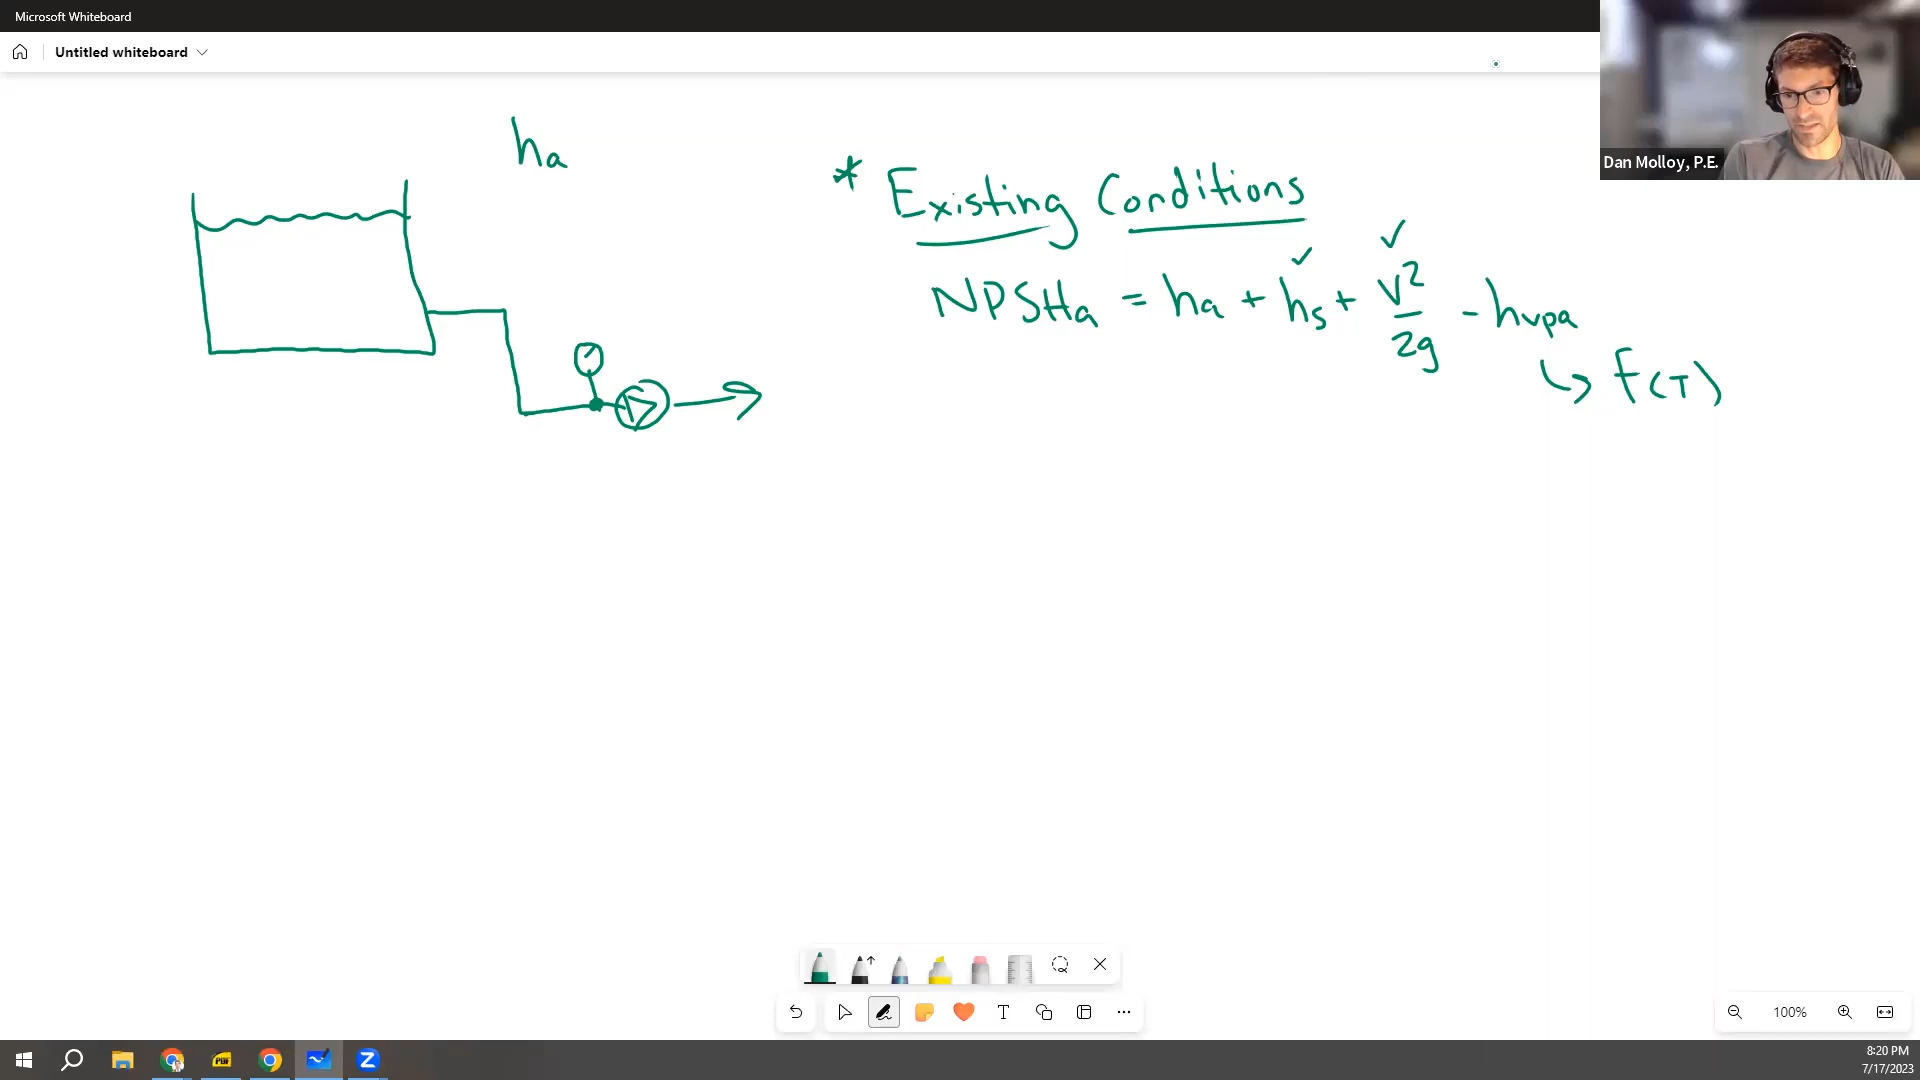 Microsoft Whiteboard
Untitled whiteboard
Dan Molloy, P.E.
ha
* Existing Conditions
NPSHa = ha + hs + v²/2g - hvpa
↳ f(T)
100%
8:20 PM
7/17/2023